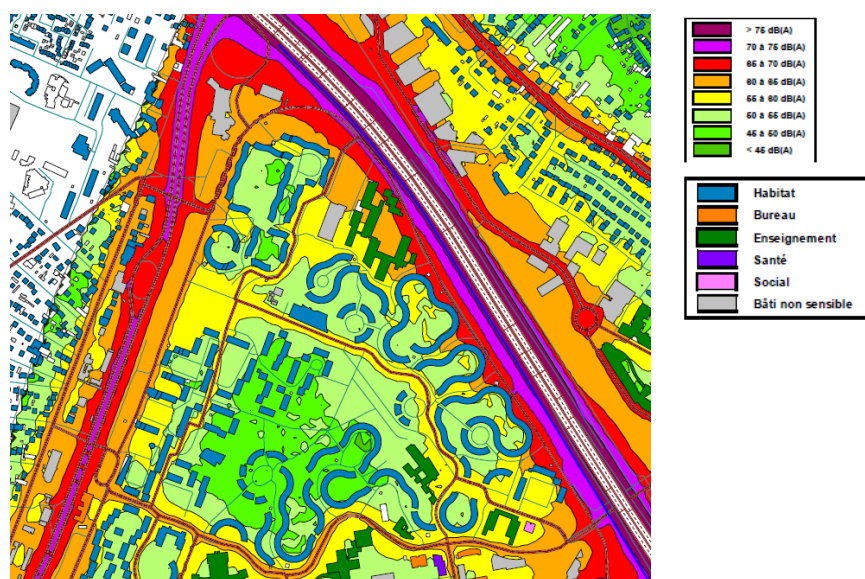 > 75 dB(A)
70 à 75 dB(A)
65 à 70 dB(A)
60 à 65 dB(A)
55 à 60 dB(A)
50 à 55 dB(A)
45 à 50 dB(A)
< 45 dB(A)
Habitat
Bureau
Enseignement
Santé
Social
Bâti non sensible